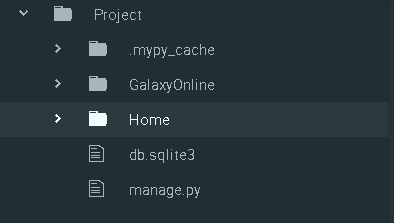 Project
.mypy_cache
GalaxyOnline
Home
db.sqlite3
manage.py